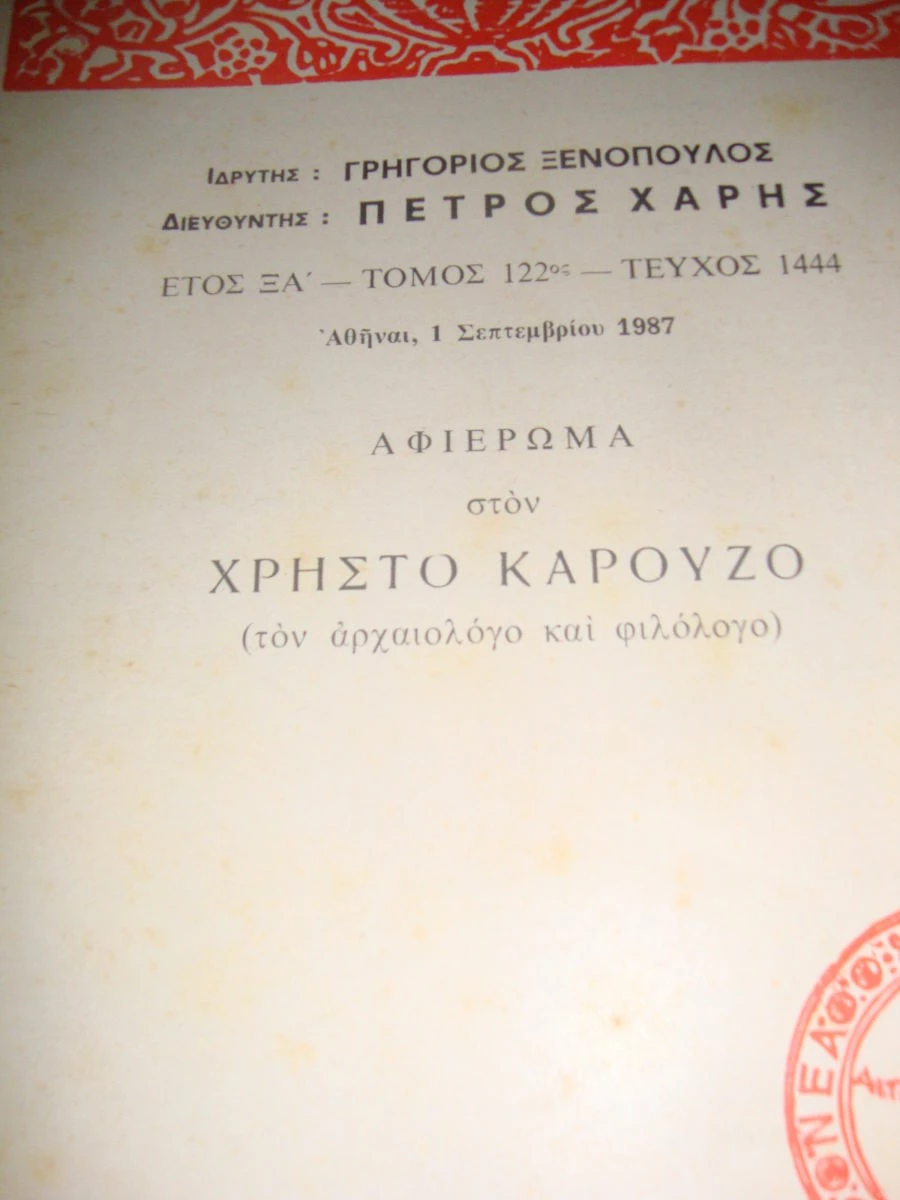 ΙΔΡΥΤΗΣ : ΓΡΗΓΟΡΙΟΣ ΞΕΝΟΠΟΥΛΟΣ
ΔΙΕΥΘΥΝΤΗΣ : ΠΕΤΡΟΣ ΧΑΡΗΣ
ΕΤΟΣ ΞΑ΄ — ΤΟΜΟΣ 122ος — ΤΕΥΧΟΣ 1444
Ἀθῆναι, 1 Σεπτεμβρίου 1987
ΑΦΙΕΡΩΜΑ
στὸν
ΧΡΗΣΤΟ ΚΑΡΟΥΖΟ
(τὸν ἀρχαιολόγο καὶ φιλόλογο)
ΝΕΑ